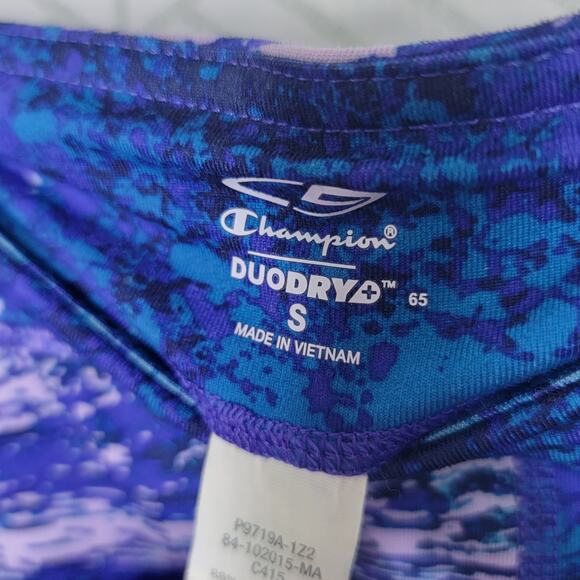 Champion®
DUODRY+™ 65
S
MADE IN VIETNAM
P9719A-1Z2
84-102015-MA
C415